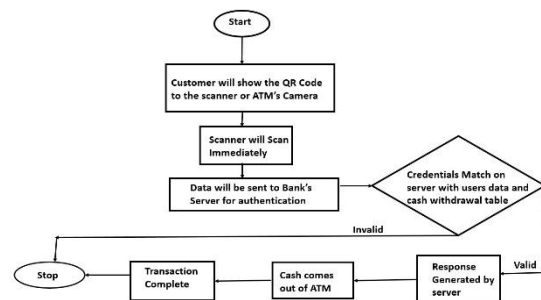 Start
Customer will show the QR Code
to the scanner or ATM's Camera
Scanner will Scan
Immediately
Data will be sent to Bank's
Server for authentication
Credentials Match on
server with users data and
cash withdrawal table
Invalid
Valid
Response
Generated by
server
Cash comes
out of ATM
Transaction
Complete
Stop